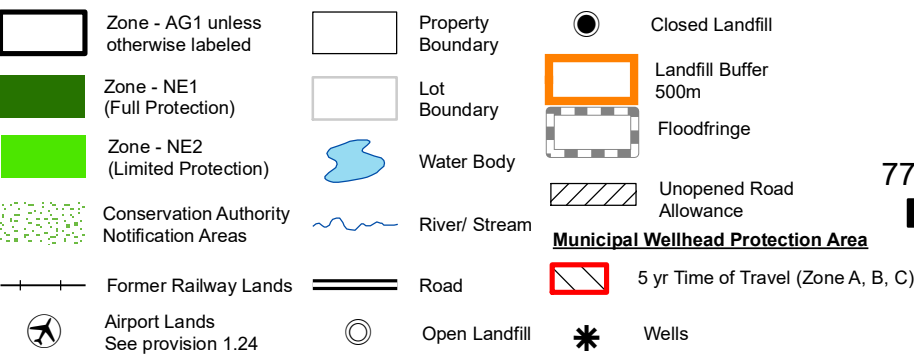 Zone - AG1 unless
otherwise labeled
Zone - NE1
(Full Protection)
Zone - NE2
(Limited Protection)
Conservation Authority
Notification Areas
Former Railway Lands
Airport Lands
See provision 1.24
Property
Boundary
Lot
Boundary
Water Body
River/ Stream
Road
Open Landfill
Closed Landfill
Landfill Buffer
500m
Floodfringe
Unopened Road
Allowance
Municipal Wellhead Protection Area
5 yr Time of Travel (Zone A, B, C)
Wells
77